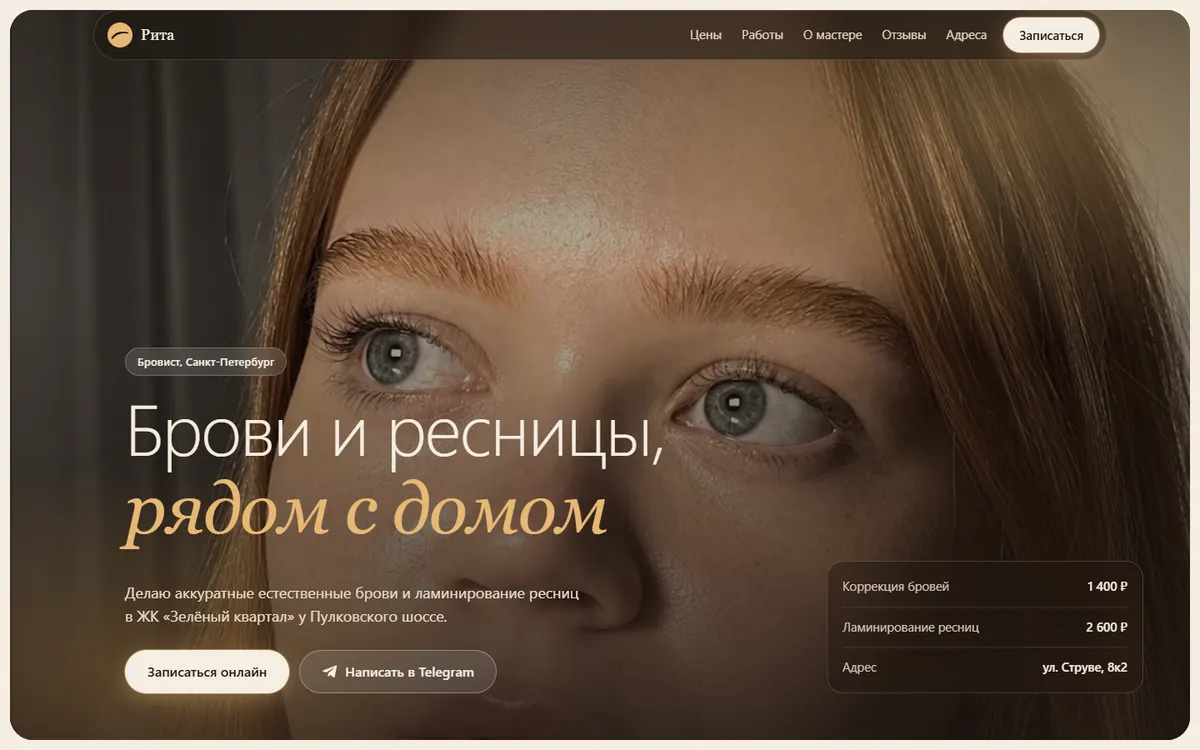 Рита
Цены
Работы
О мастере
Отзывы
Адреса
Записаться
Бровист, Санкт-Петербург
Брови и ресницы,
рядом с домом
Делаю аккуратные естественные брови и ламинирование ресниц
в ЖК «Зелёный квартал» у Пулковского шоссе.
Записаться онлайн
Написать в Telegram
Коррекция бровей 1 400 ₽
Ламинирование ресниц 2 600 ₽
Адрес ул. Струве, 8к2